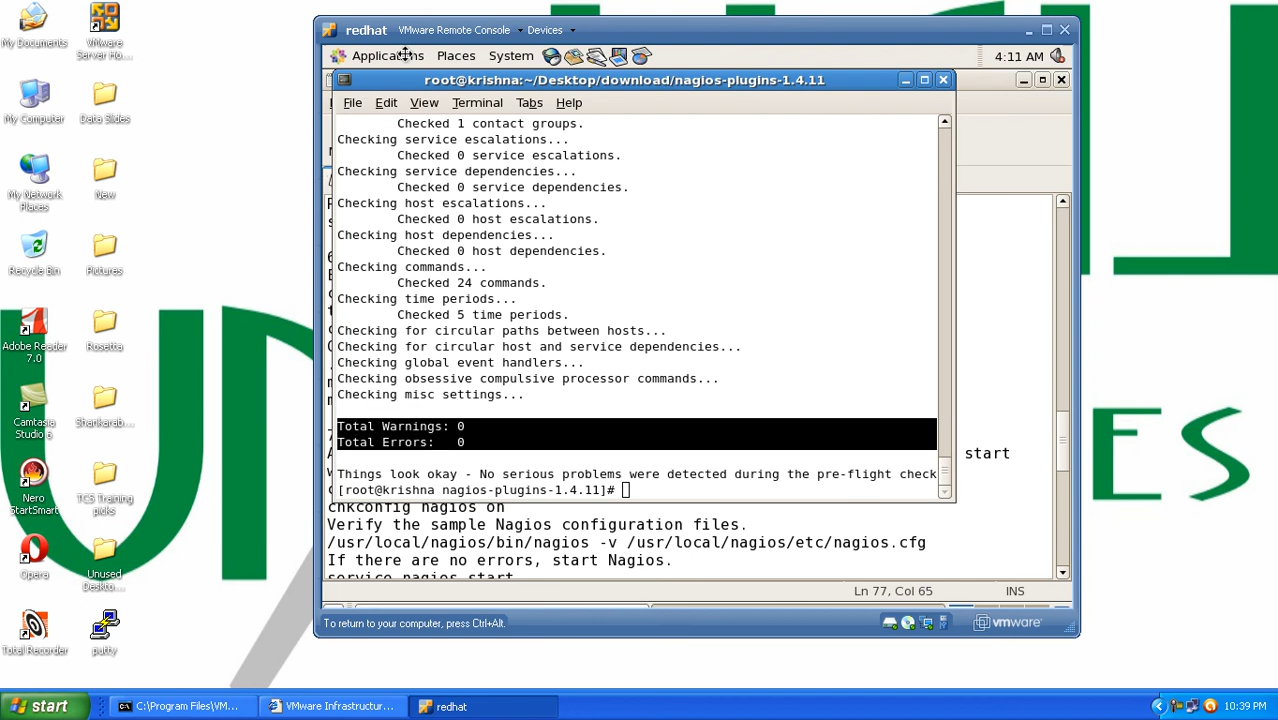 My Documents
VMware
Server Ho...
My Computer
Data Slides
My Network
Places
New
Recycle Bin
Pictures
Adobe Reader
7.0
Rosetta
Camtasia
Studio 6
Shankarab...
Nero
StartSmart
TCS Training
picks
Opera
Unused
Deskto...
Total Recorder
putty
redhat VMware Remote Console Devices
Applications Places System 4:11 AM
root@krishna:~/Desktop/download/nagios-plugins-1.4.11
File Edit View Terminal Tabs Help
Checked 1 contact groups.
Checking service escalations...
Checked 0 service escalations.
Checking service dependencies...
Checked 0 service dependencies.
Checking host escalations...
Checked 0 host escalations.
Checking host dependencies...
Checked 0 host dependencies.
Checking commands...
Checked 24 commands.
Checking time periods...
Checked 5 time periods.
Checking for circular paths between hosts...
Checking for circular host and service dependencies...
Checking global event handlers...
Checking obsessive compulsive processor commands...
Checking misc settings...
Total Warnings: 0
Total Errors: 0
start
Things look okay - No serious problems were detected during the pre-flight check
[root@krishna nagios-plugins-1.4.11]#
chkconfig nagios on
Verify the sample Nagios configuration files.
/usr/local/nagios/bin/nagios -v /usr/local/nagios/etc/nagios.cfg
If there are no errors, start Nagios.
service nagios start
Ln 77, Col 65 INS
To return to your computer, press Ctrl+Alt.
vmware
start C:\Program Files\VM... VMware Infrastructur... redhat 10:39 PM